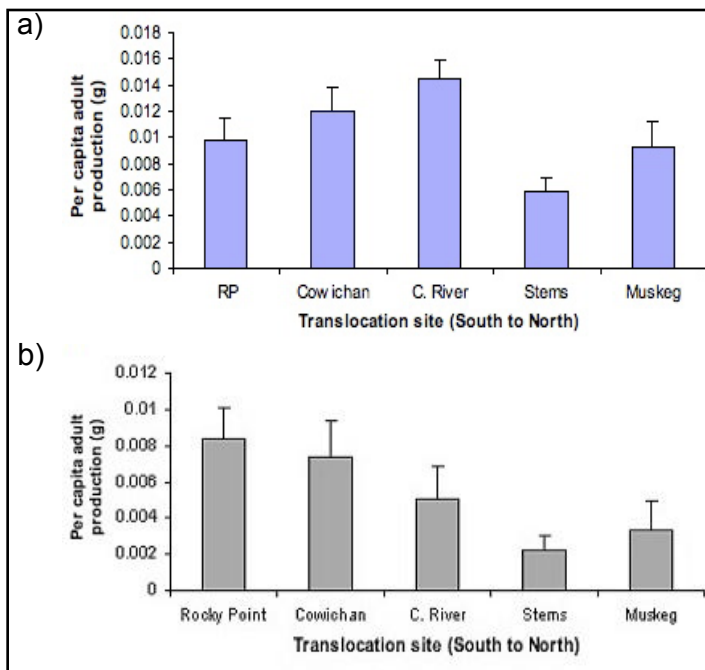 a)
Per capita adult
production (g)
0.018
0.016
0.014
0.012
0.01
0.008
0.006
0.004
0.002
0
RP Cowichan C. River Stems Muskeg
Translocation site (South to North)
b)
Per capita adult
production (g)
0.012
0.01
0.008
0.006
0.004
0.002
0
Rocky Point Cowichan C. River Stems Muskeg
Translocation site (South to North)